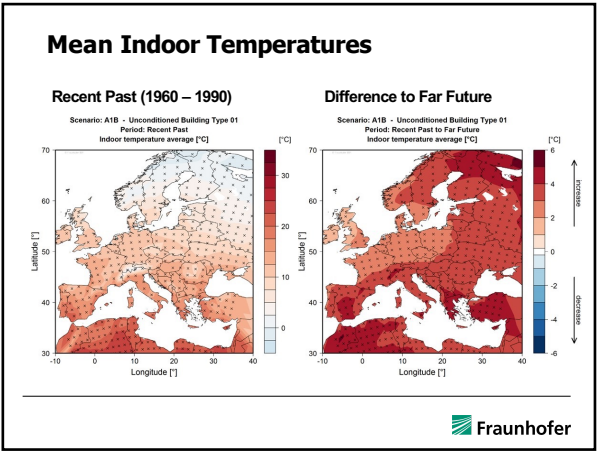 Mean Indoor Temperatures
Recent Past (1960 – 1990)
Scenario: A1B - Unconditioned Building Type 01
Period: Recent Past
Indoor temperature average [°C]
[°C]
70
60
50
40
30
Latitude [°]
-10
0
10
20
30
40
Longitude [°]
30
20
10
0
Difference to Far Future
Scenario: A1B - Unconditioned Building Type 01
Period: Recent Past to Far Future
Indoor temperature average [°C]
[°C]
70
60
50
40
30
Latitude [°]
-10
0
10
20
30
40
Longitude [°]
6
4
2
0
-2
-4
-6
increase
decrease
Fraunhofer